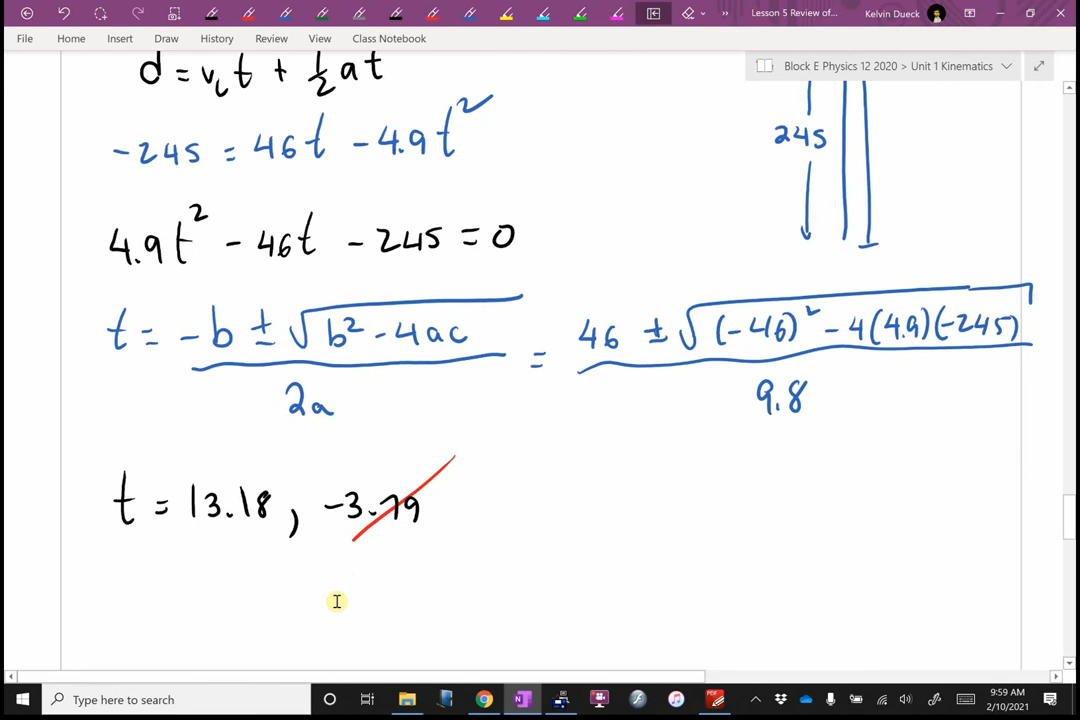 Lesson 5 Review of...
Kelvin Dueck
File Home Insert Draw History Review View Class Notebook
Block E Physics 12 2020 > Unit 1 Kinematics
d = vᵢt + ½at
-245 = 46t - 4.9t²
245
4.9t² - 46t - 245 = 0
t = -b ± √b² - 4ac / 2a = 46 ± √(-46)² - 4(4.9)(-245) / 9.8
t = 13.18, -3.79
Type here to search
9:59 AM
2/10/2021